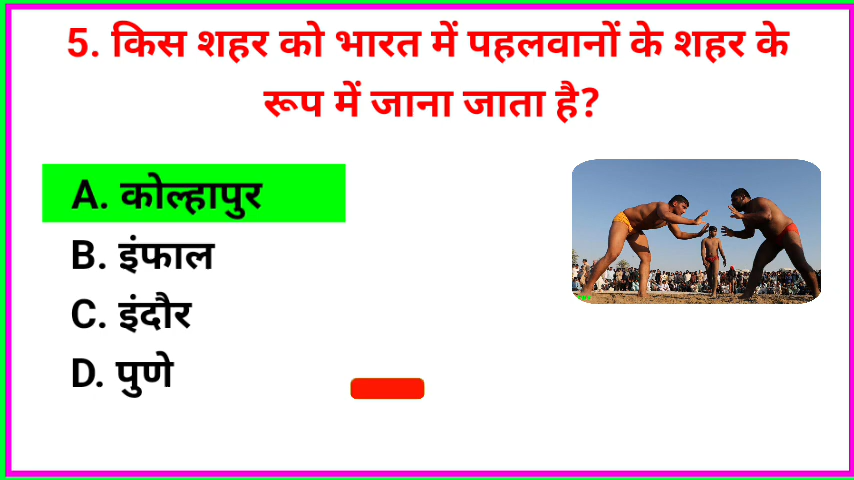 5. किस शहर को भारत में पहलवानों के शहर के
रूप में जाना जाता है?
A. कोल्हापुर
B. इंफाल
C. इंदौर
D. पुणे